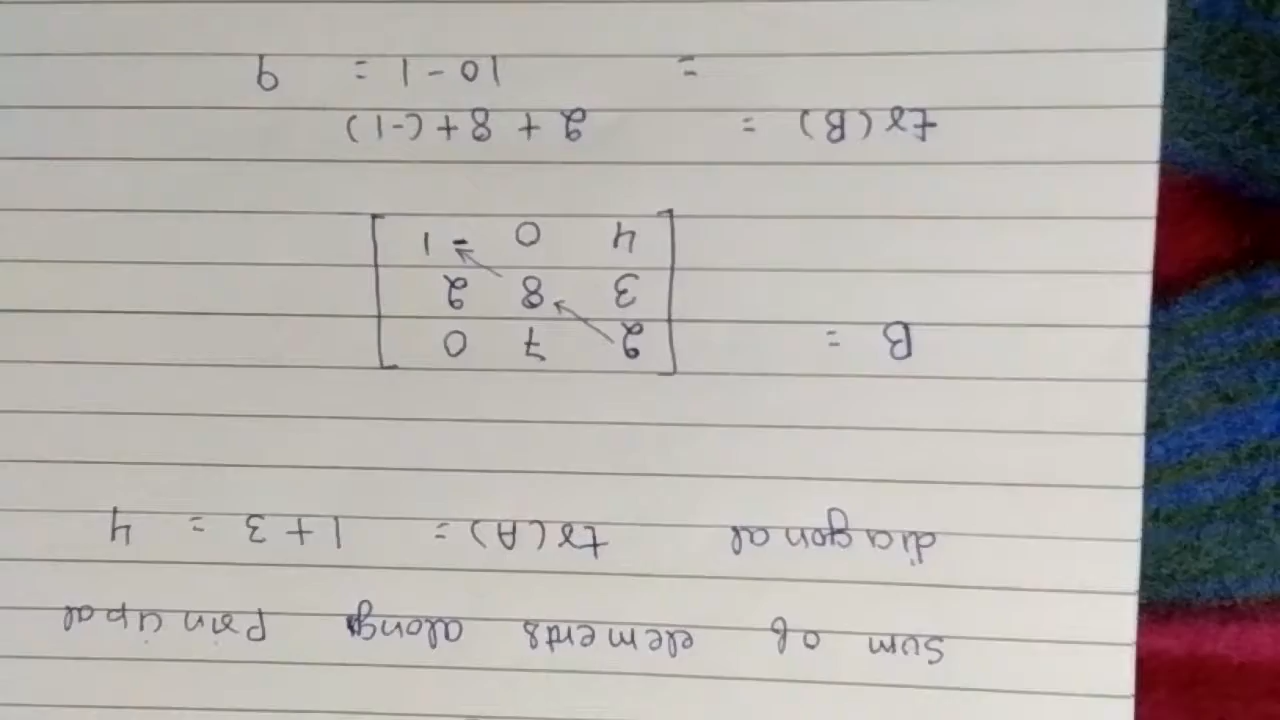 Sum of elements along principal
diagonal tr(A) = 1 + 3 = 4
B = [ 2 7 0
3 8 2
4 0 -1 ]
tr(B) = 2 + 8 + (-1)
= 10 - 1 = 9